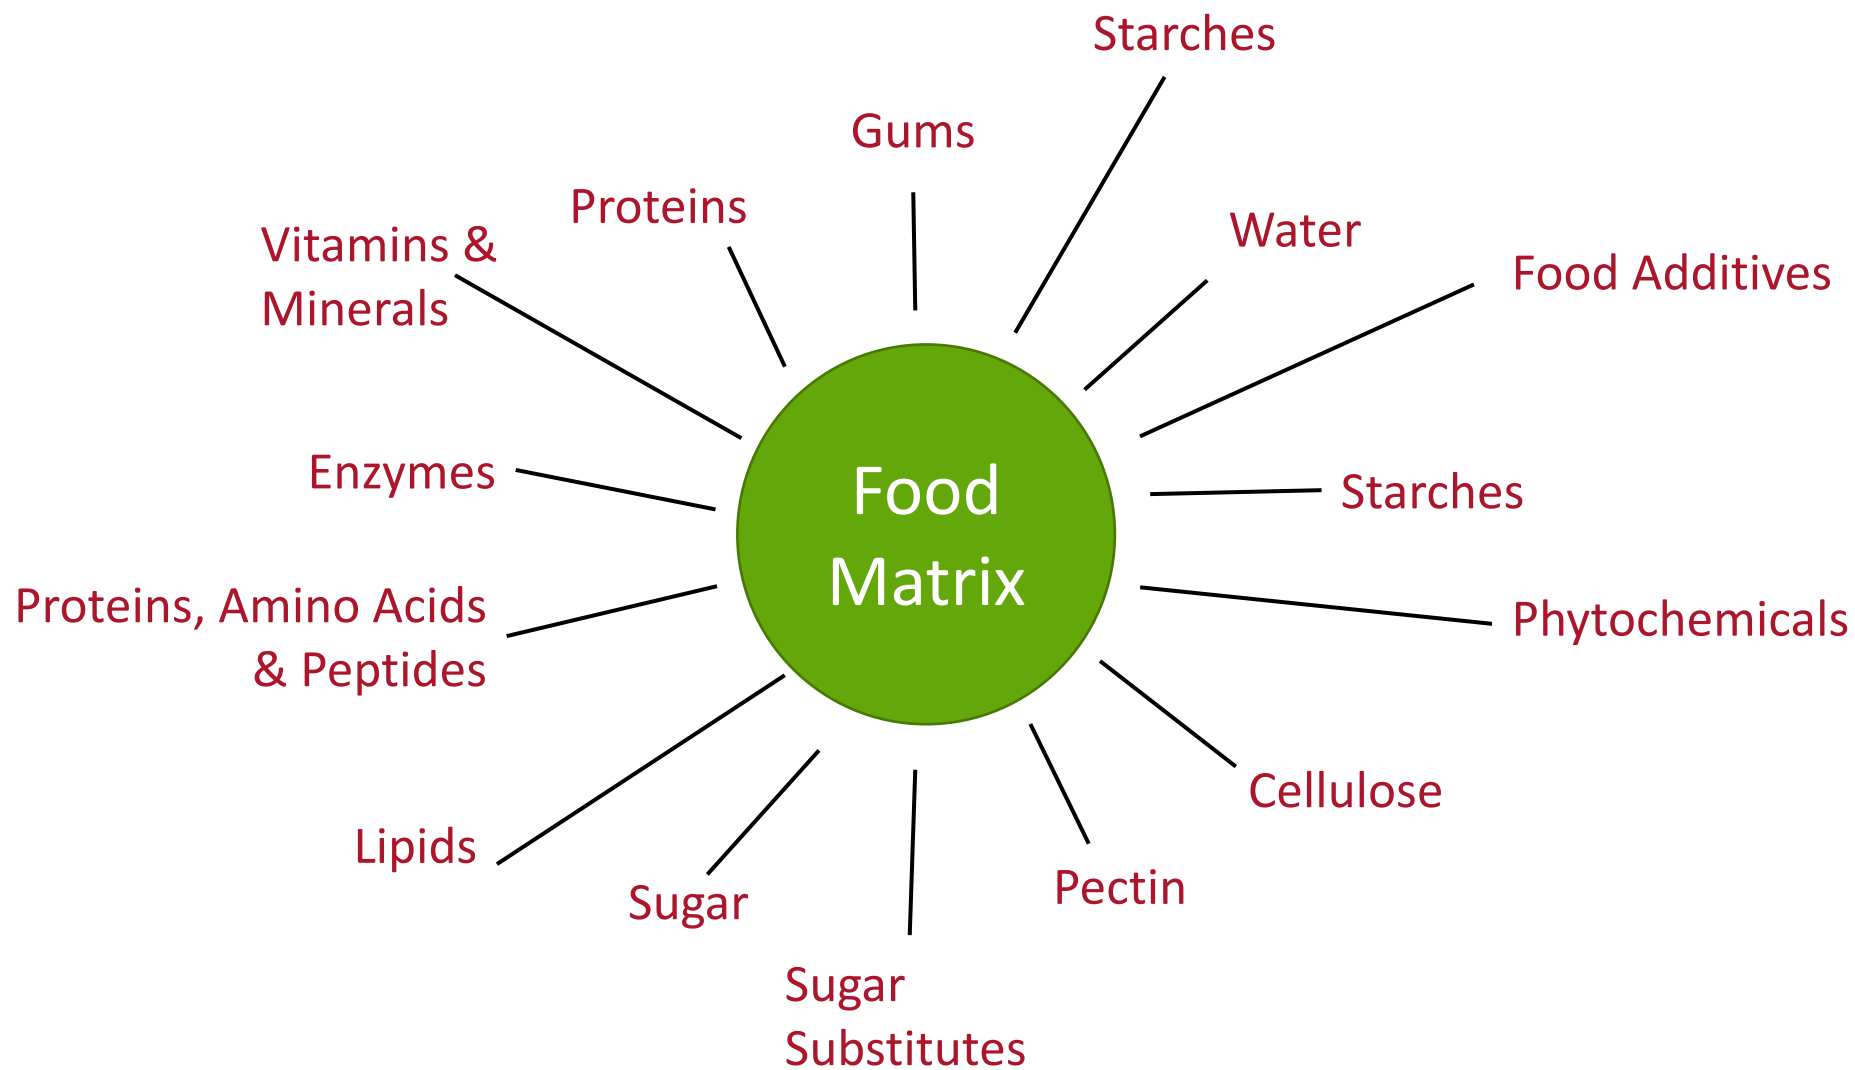 Starches
Gums
Proteins
Water
Vitamins &
Minerals
Food Additives
Enzymes
Food
Matrix
Starches
Proteins, Amino Acids
& Peptides
Phytochemicals
Cellulose
Lipids
Pectin
Sugar
Sugar
Substitutes